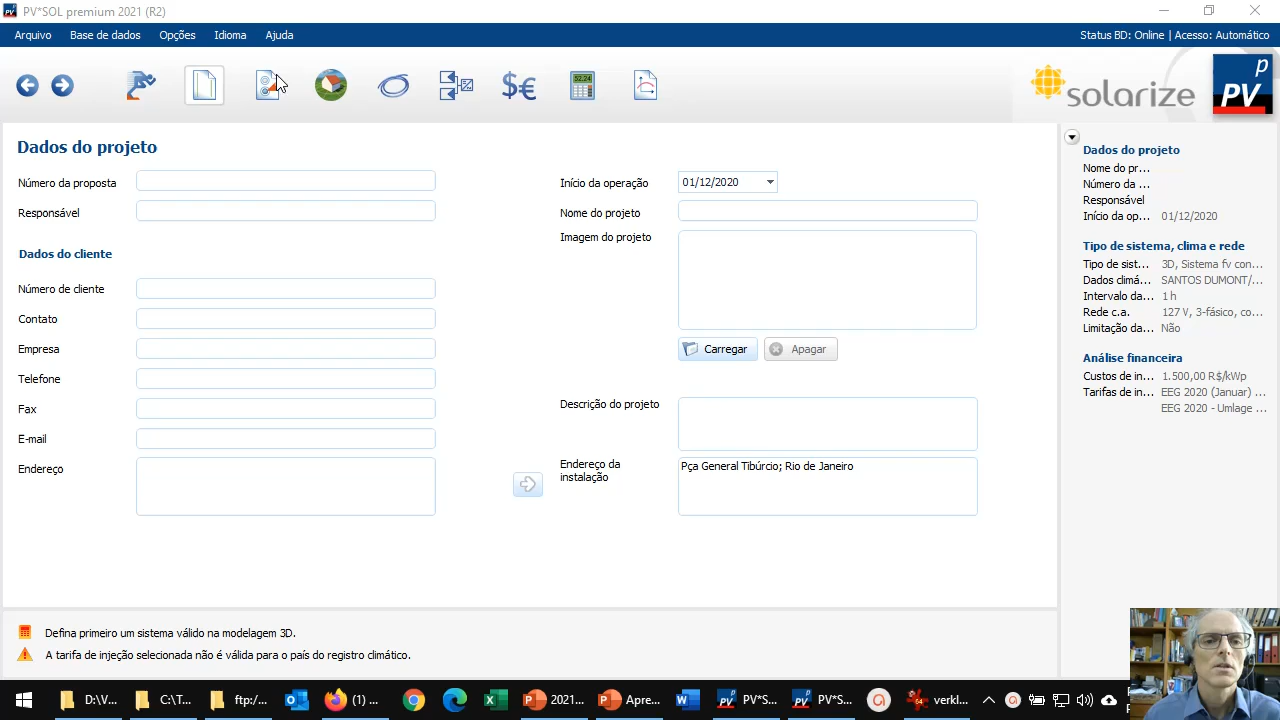 PV*SOL premium 2021 (R2)
Arquivo Base de dados Opções Idioma Ajuda
Status BD: Online | Acesso: Automático
52.24
$€
solarize
p
PV
Dados do projeto
Número da proposta
Responsável
Dados do cliente
Número de cliente
Contato
Empresa
Telefone
Fax
E-mail
Endereço
Início da operação 01/12/2020
Nome do projeto
Imagem do projeto
Carregar Apagar
Descrição do projeto
Endereço da
instalação
Pça General Tibúrcio; Rio de Janeiro
Dados do projeto
Nome do pr...
Número da ...
Responsável
Início da op... 01/12/2020
Tipo de sistema, clima e rede
Tipo de sist... 3D, Sistema fv con...
Dados climá... SANTOS DUMONT/...
Intervalo da... 1 h
Rede c.a. 127 V, 3-fásico, co...
Limitação da... Não
Análise financeira
Custos de in... 1.500,00 R$/kWp
Tarifas de in... EEG 2020 (Januar) ...
EEG 2020 - Umlage ...
Defina primeiro um sistema válido na modelagem 3D.
A tarifa de injeção selecionada não é válida para o país do registro climático.
D:\V... C:\T... ftp:/... (1) ... 2021... Apre... PV*S... PV*S... verkl...